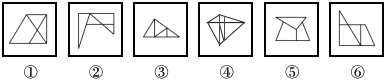 ① ② ③ ④ ⑤ ⑥